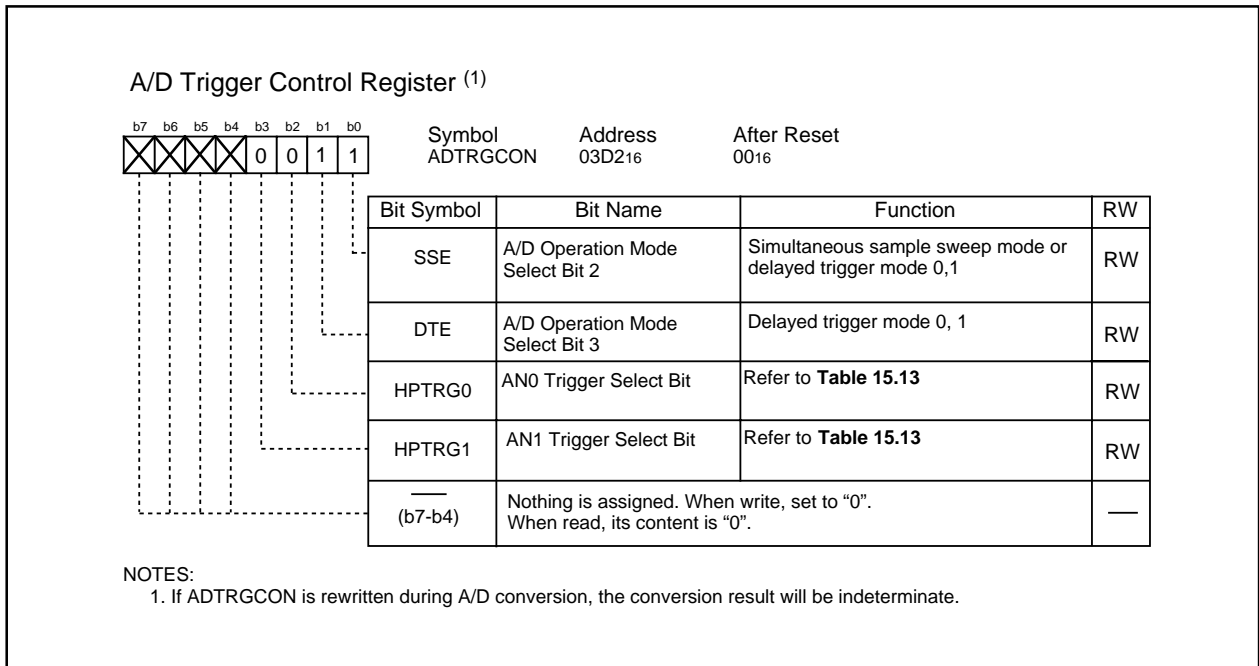 A/D Trigger Control Register (1)
b7 b6 b5 b4 b3 b2 b1 b0
0 0 1 1
Symbol Address After Reset
ADTRGCON 03D216 0016
Bit Symbol Bit Name Function RW
SSE A/D Operation Mode Select Bit 2 Simultaneous sample sweep mode or delayed trigger mode 0,1 RW
DTE A/D Operation Mode Select Bit 3 Delayed trigger mode 0, 1 RW
HPTRG0 AN0 Trigger Select Bit Refer to Table 15.13 RW
HPTRG1 AN1 Trigger Select Bit Refer to Table 15.13 RW
(b7-b4) Nothing is assigned. When write, set to “0”.
When read, its content is “0”.
NOTES:
1. If ADTRGCON is rewritten during A/D conversion, the conversion result will be indeterminate.